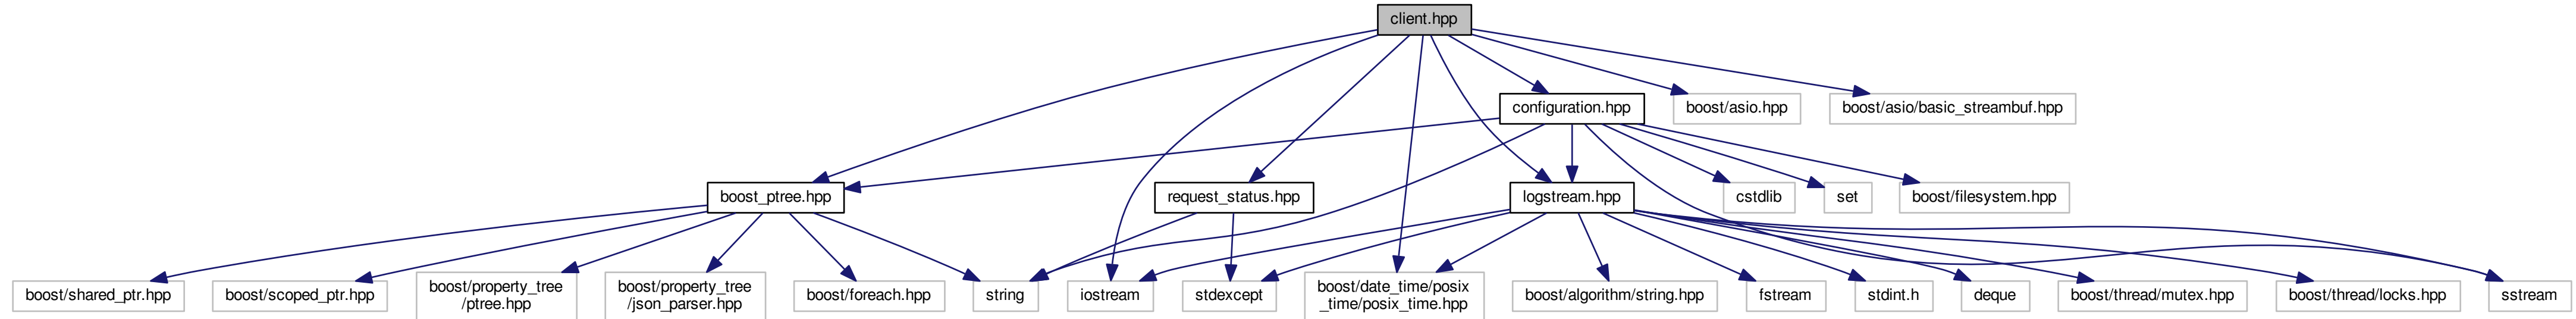 client.hpp
configuration.hpp
boost/asio.hpp
boost/asio/basic_streambuf.hpp
boost_ptree.hpp
request_status.hpp
logstream.hpp
cstdlib
set
boost/filesystem.hpp
boost/shared_ptr.hpp
boost/scoped_ptr.hpp
boost/property_tree
/ptree.hpp
boost/property_tree
/json_parser.hpp
boost/foreach.hpp
string
iostream
stdexcept
boost/date_time/posix
_time/posix_time.hpp
boost/algorithm/string.hpp
fstream
stdint.h
deque
boost/thread/mutex.hpp
boost/thread/locks.hpp
sstream